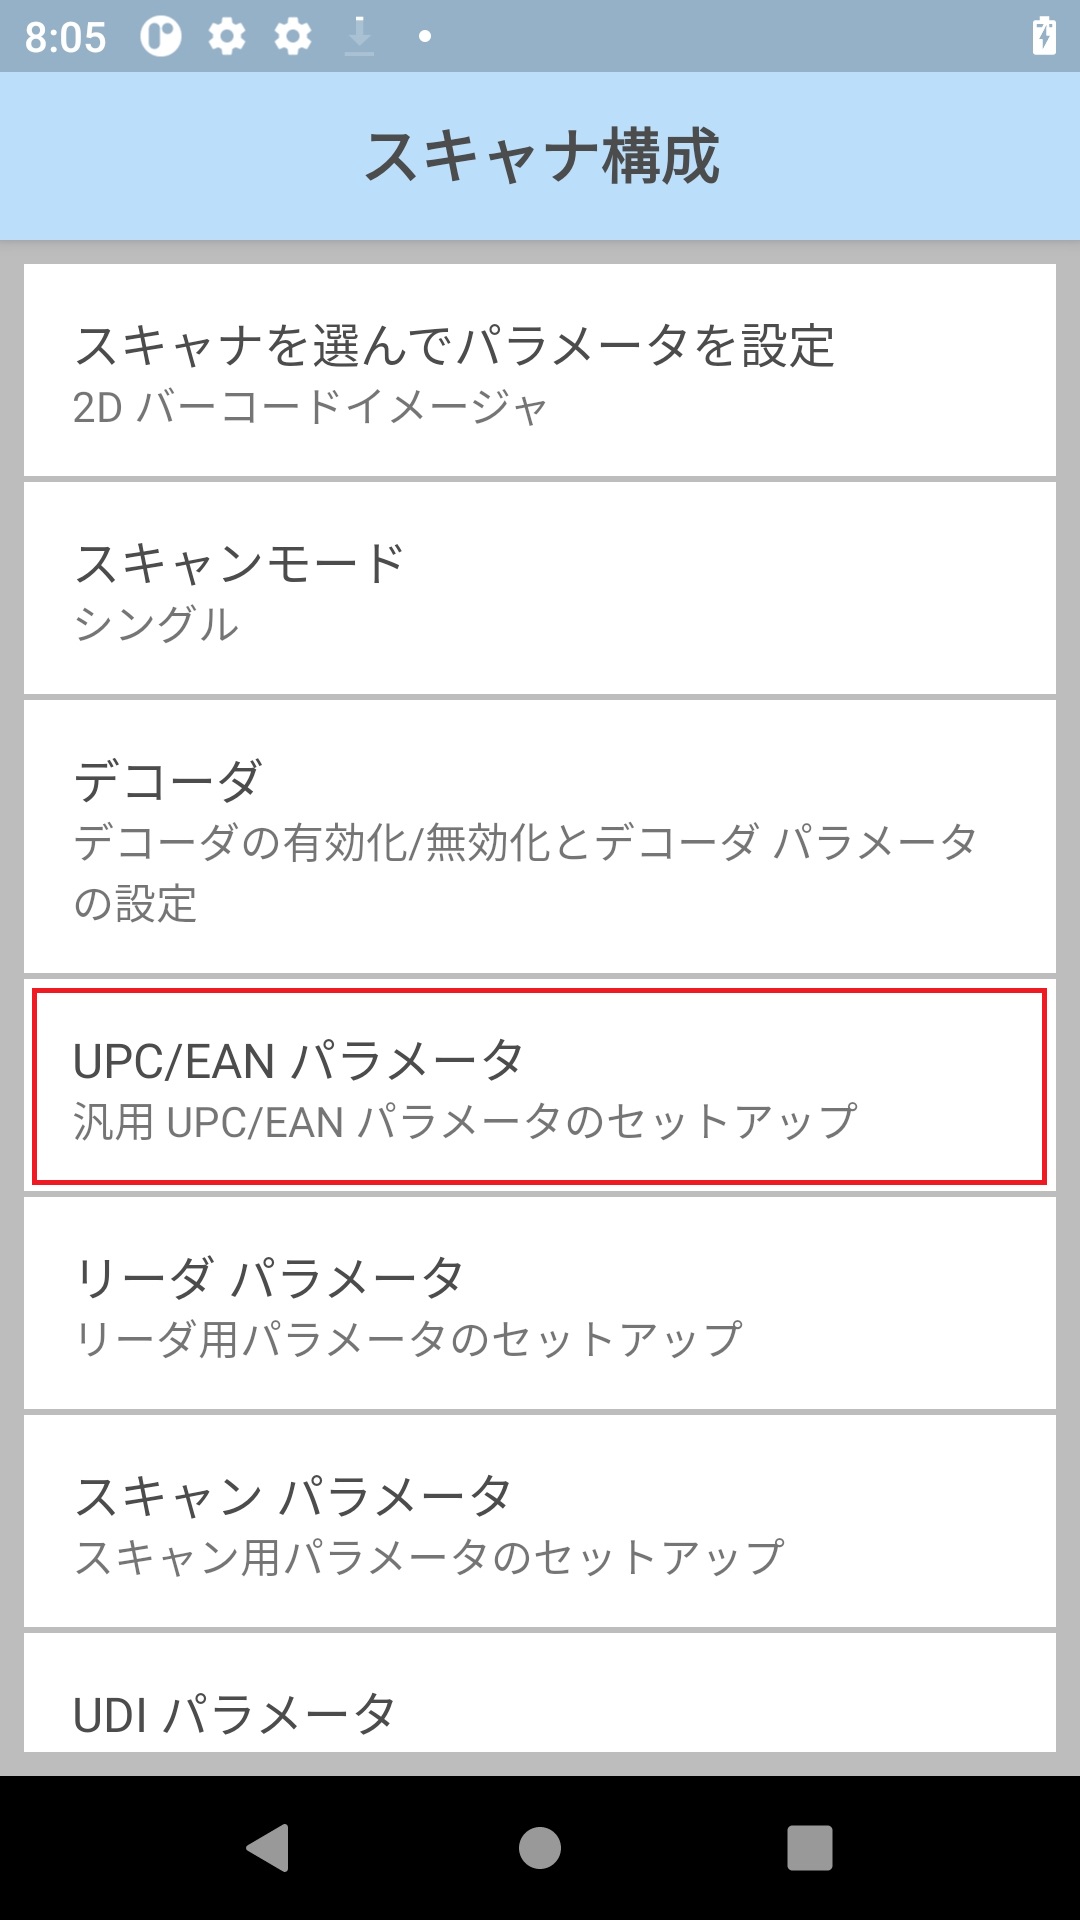 8:05
スキャナ構成
スキャナを選んでパラメータを設定
2D バーコードイメージャ
スキャンモード
シングル
デコーダ
デコーダの有効化/無効化とデコーダ パラメータ
の設定
UPC/EAN パラメータ
汎用 UPC/EAN パラメータのセットアップ
リーダ パラメータ
リーダ用パラメータのセットアップ
スキャン パラメータ
スキャン用パラメータのセットアップ
UDI パラメータ